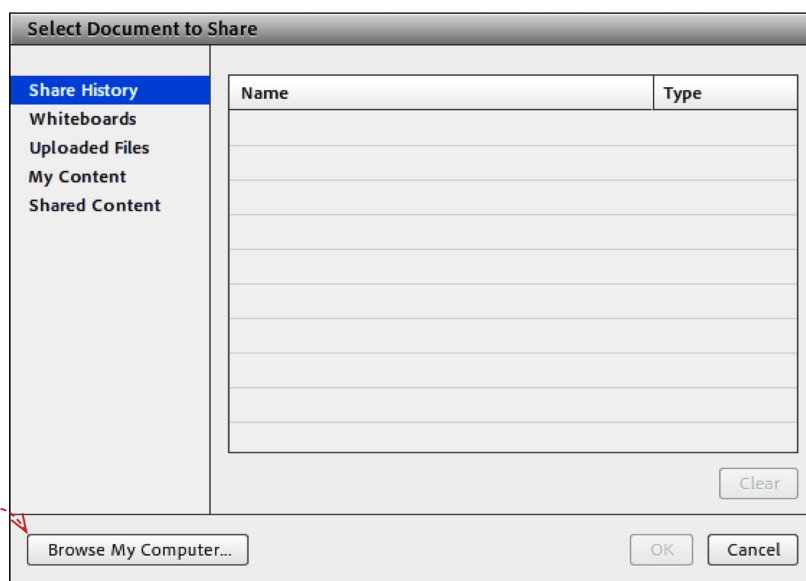 Select Document to Share
Share History
Whiteboards
Uploaded Files
My Content
Shared Content
Name Type
Clear
Browse My Computer... OK Cancel